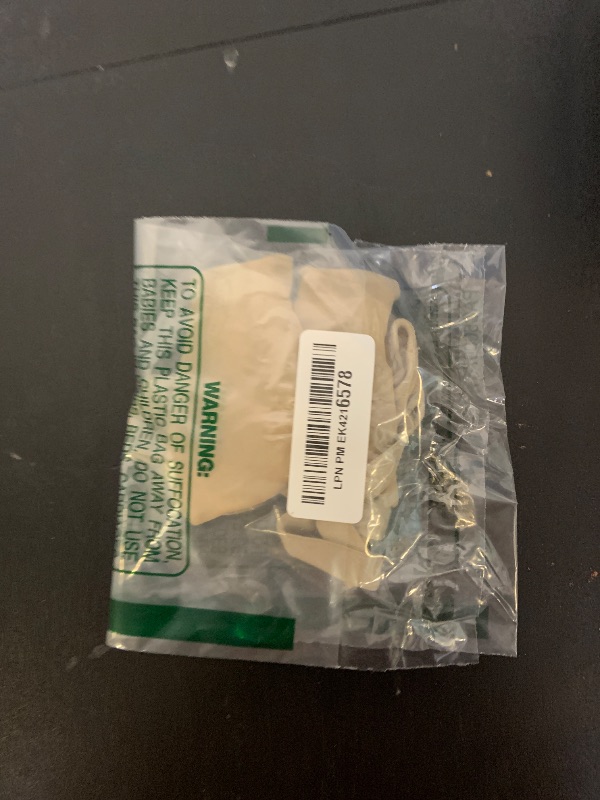 WARNING:
TO AVOID DANGER OF SUFFOCATION,
KEEP THIS PLASTIC BAG AWAY FROM
BABIES AND CHILDREN. DO NOT USE
LPN PM EK4216578